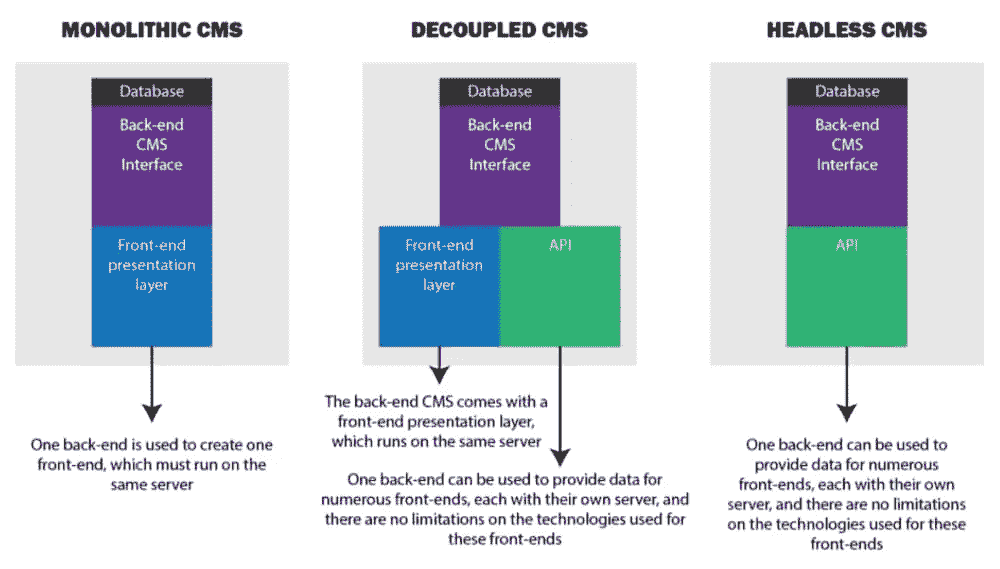 MONOLITHIC CMS
Database
Back-end
CMS
Interface
Front-end
presentation
layer
One back-end is used to create one
front-end, which must run on the
same server
DECOUPLED CMS
Database
Back-end
CMS
Interface
Front-end
presentation
layer
API
The back-end CMS comes with a
front-end presentation layer,
which runs on the same server
One back-end can be used to provide data for
numerous front-ends, each with their own server, and
there are no limitations on the technologies used for
these front-ends
HEADLESS CMS
Database
Back-end
CMS
Interface
API
One back-end can be used to
provide data for numerous
front-ends, each with their own
server, and there are no limitations
on the technologies used for these
front-ends